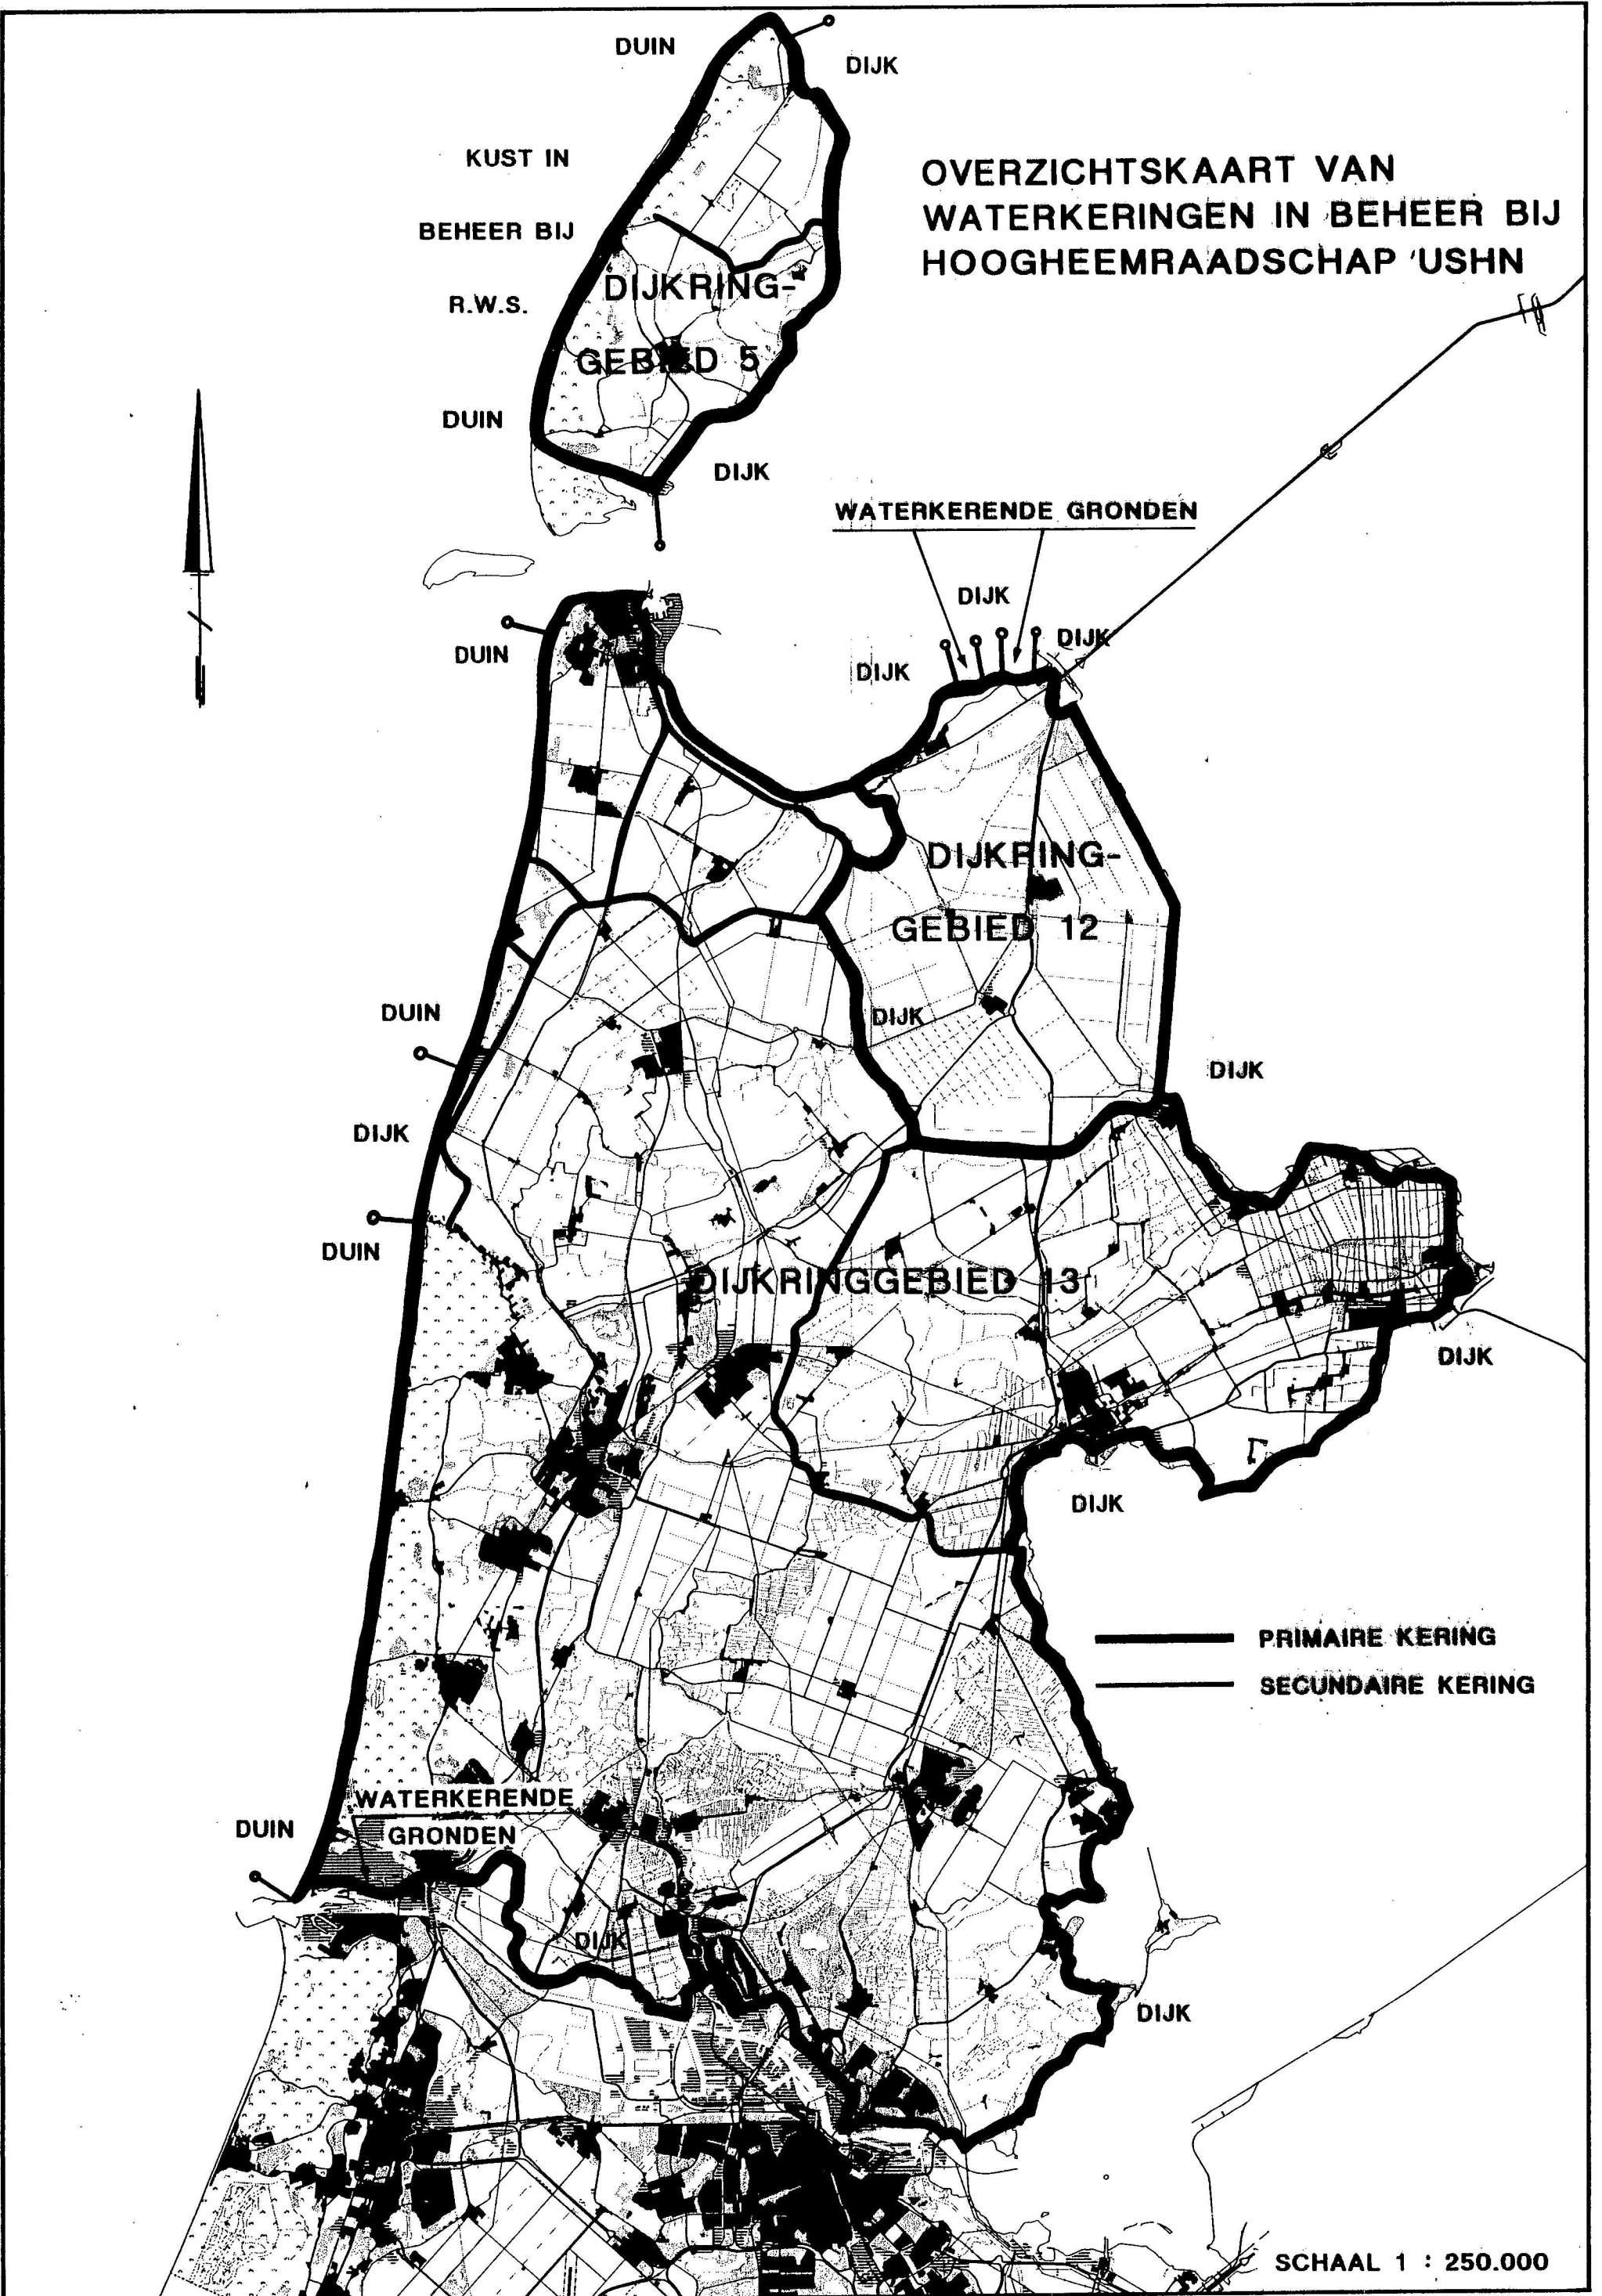 DUIN
DIJK
KUST IN
BEHEER BIJ
R.W.S.
OVERZICHTSKAART VAN
WATERKERINGEN IN BEHEER BIJ
HOOGHEEMRAADSCHAP 'USHN
DIJKRING-
GEBIED 5
DUIN
DIJK
WATERKERENDE GRONDEN
DIJK
DIJK
DIJK
DUIN
DIJKRING-
GEBIED 12
DUIN
DIJK
DIJK
DIJK
DUIN
DIJKRINGGEBIED 13
DIJK
DIJK
PRIMAIRE KERING
SECUNDAIRE KERING
WATERKERENDE
GRONDEN
DUIN
DIJK
DIJK
SCHAAL 1 : 250.000